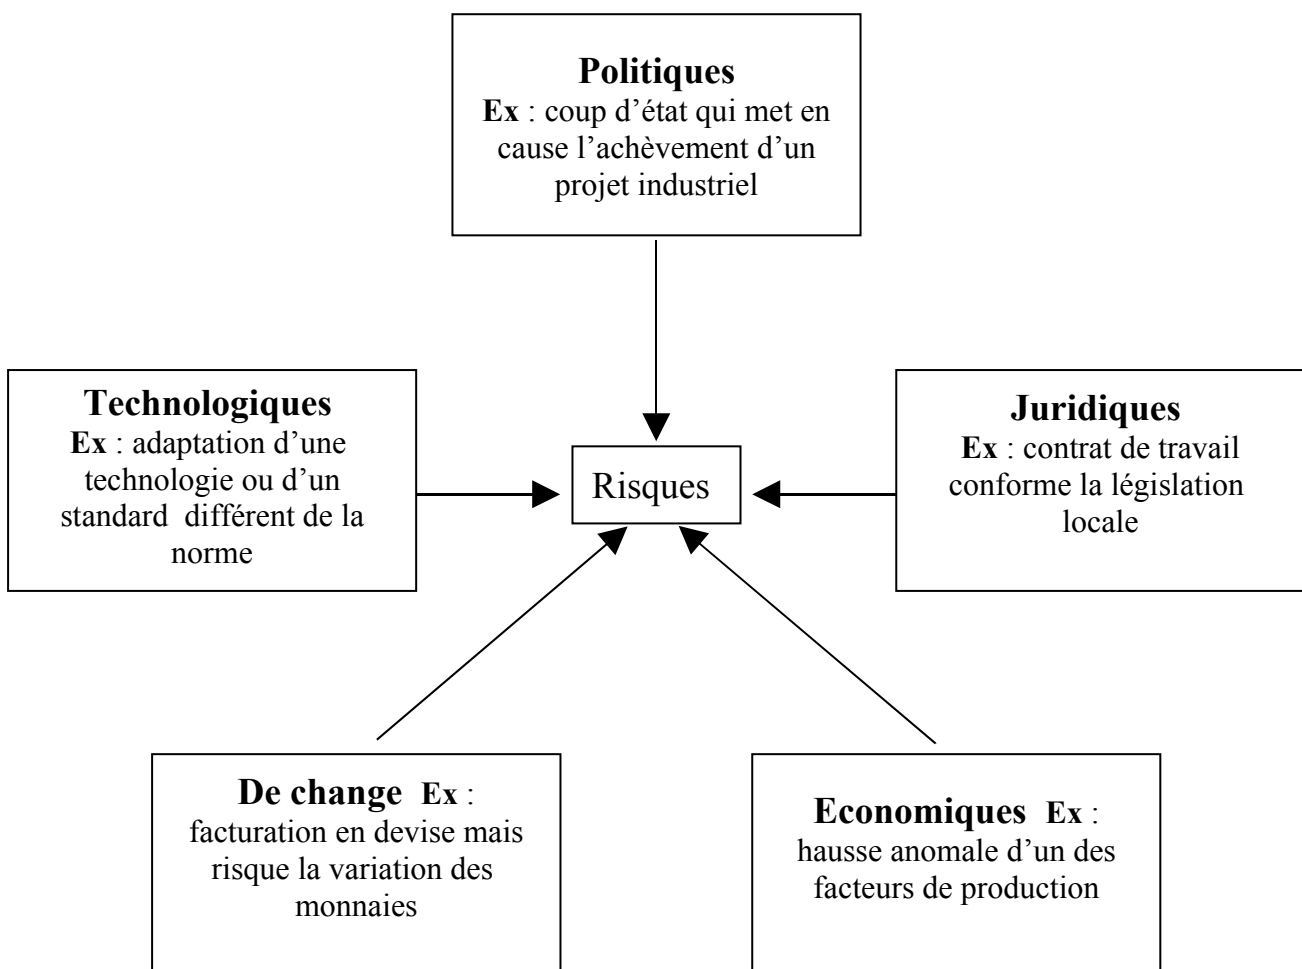 Politiques
Ex : coup d’état qui met en
cause l’achèvement d’un
projet industriel
Technologiques
Ex : adaptation d’une
technologie ou d’un
standard  différent de la
norme
Risques
Juridiques
Ex : contrat de travail
conforme la législation
locale
De change  Ex :
facturation en devise mais
risque la variation des
monnaies
Economiques  Ex :
hausse anomale d’un des
facteurs de production